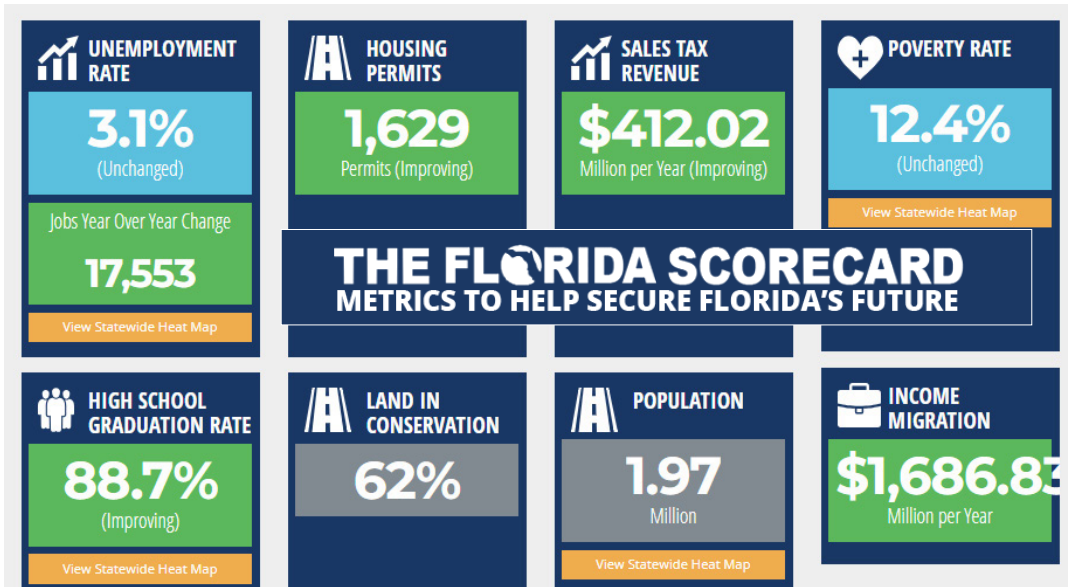 UNEMPLOYMENT
RATE
3.1%
(Unchanged)
Jobs Year Over Year Change
17,553
View Statewide Heat Map
HOUSING
PERMITS
1,629
Permits (Improving)
SALES TAX
REVENUE
$412.02
Million per Year (Improving)
POVERTY RATE
12.4%
(Unchanged)
View Statewide Heat Map
THE FLORIDA SCORECARD
METRICS TO HELP SECURE FLORIDA'S FUTURE
HIGH SCHOOL
GRADUATION RATE
88.7%
(Improving)
View Statewide Heat Map
LAND IN
CONSERVATION
62%
POPULATION
1.97
Million
View Statewide Heat Map
INCOME
MIGRATION
$1,686.83
Million per Year